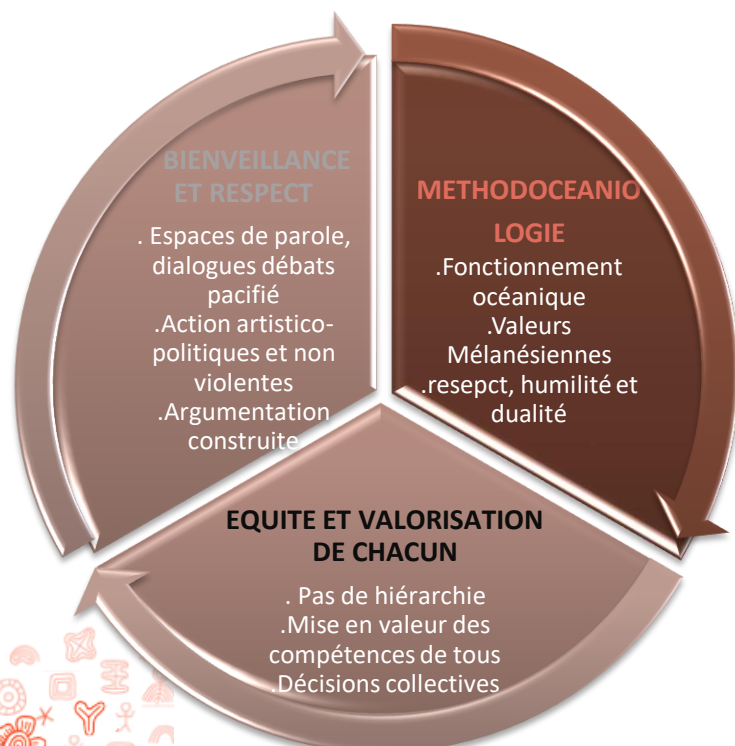 BIENVEILLANCE
ET RESPECT
. Espaces de parole,
dialogues débats
pacifié
.Action artistico-
politiques et non
violentes
.Argumentation
construite
METHODOCEANIO
LOGIE
.Fonctionnement
océanique
.Valeurs
Mélanésiennes
.resepct, humilité et
dualité
EQUITE ET VALORISATION
DE CHACUN
. Pas de hiérarchie
.Mise en valeur des
compétences de tous
.Décisions collectives